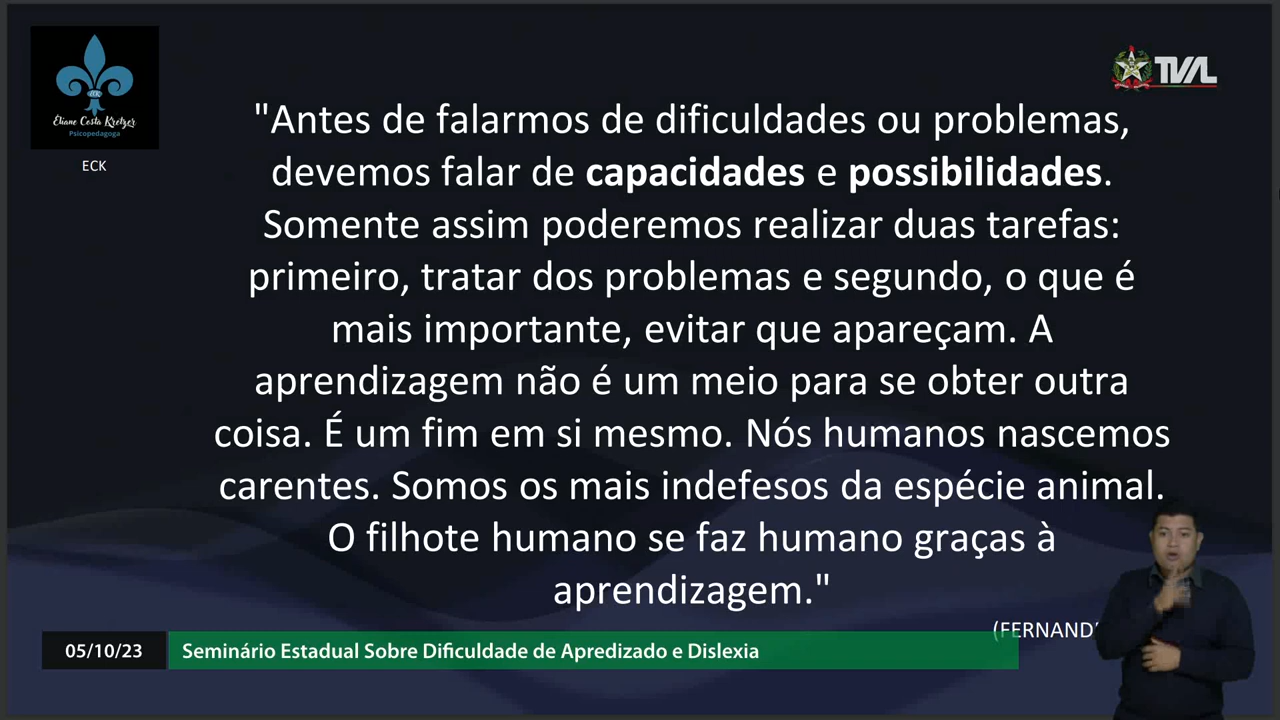 Eliane Costa Kretzer
Psicopedagoga
ECK
TVAL
"Antes de falarmos de dificuldades ou problemas,
devemos falar de capacidades e possibilidades.
Somente assim poderemos realizar duas tarefas:
primeiro, tratar dos problemas e segundo, o que é
mais importante, evitar que apareçam. A
aprendizagem não é um meio para se obter outra
coisa. É um fim em si mesmo. Nós humanos nascemos
carentes. Somos os mais indefesos da espécie animal.
O filhote humano se faz humano graças à
aprendizagem."
05/10/23
Seminário Estadual Sobre Dificuldade de Apredizado e Dislexia